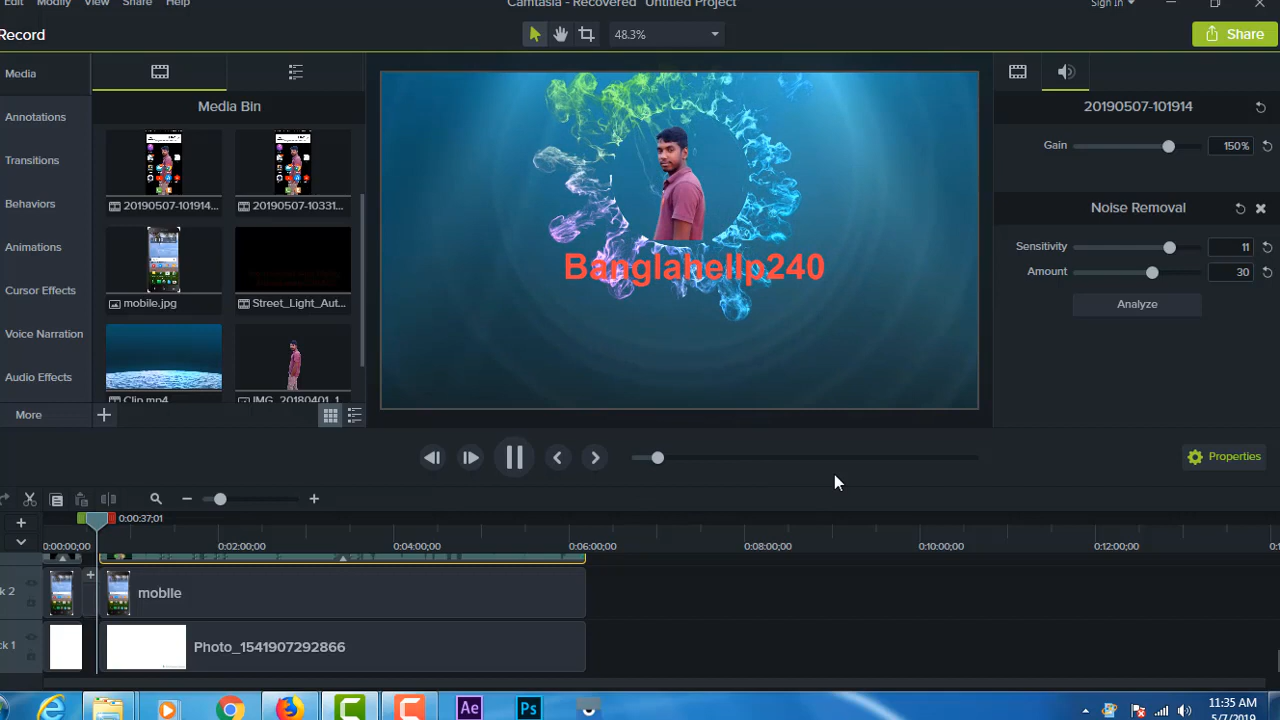 Edit Modify View Share Help
Camtasia - Recovered Untitled Project
Sign In
Record
48.3%
Share
Media
Annotations
Transitions
Behaviors
Animations
Cursor Effects
Voice Narration
Audio Effects
More
Media Bin
20190507-101914...
20190507-10331...
mobile.jpg
Street_Light_Aut...
Clip.mp4
IMG_20180401_1
Banglahellp240
20190507-101914
Gain 150%
Noise Removal
Sensitivity 11
Amount 30
Analyze
Properties
0:00:37;01
0:00:00;00 0:02:00;00 0:04:00;00 0:06:00;00 0:08:00;00 0:10:00;00 0:12:00;00
k 2
mobile
ck 1
Photo_1541907292866
Ae
Ps
11:35 AM
5/7/2019